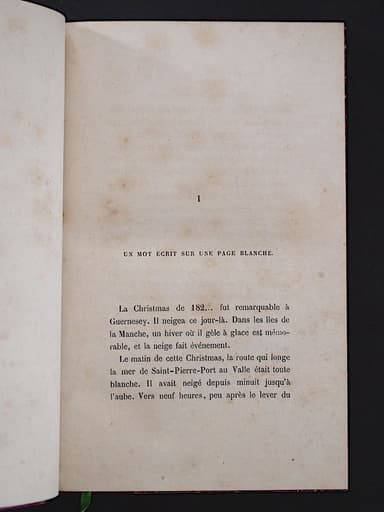 I
UN MOT ÉCRIT SUR UNE PAGE BLANCHE.
La Christmas de 182... fut remarquable à
Guernesey. Il neigea ce jour-là. Dans les îles de
la Manche, un hiver où il gèle à glace est mémo-
rable, et la neige fait événement.
Le matin de cette Christmas, la route qui longe
la mer de Saint-Pierre-Port au Valle était toute
blanche. Il avait neigé depuis minuit jusqu'à
l'aube. Vers neuf heures, peu après le lever du